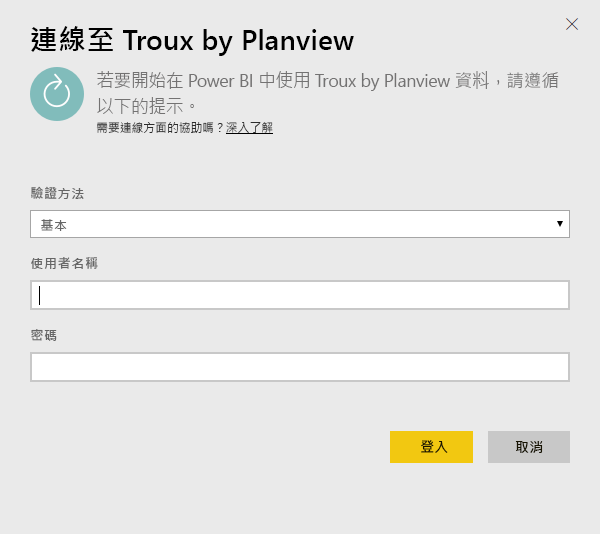 連線至 Troux by Planview
若要開始在 Power BI 中使用 Troux by Planview 資料，請遵循
以下的提示。
需要連線方面的協助嗎？深入了解
驗證方法
基本
使用者名稱
密碼
登入
取消